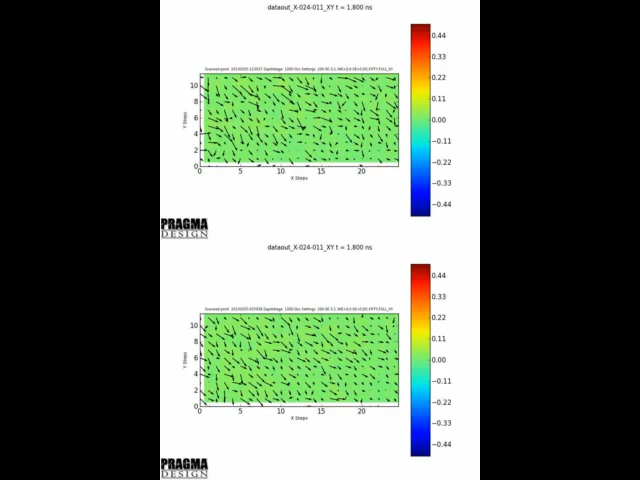 dataout_X-024-011_XY t = 1.800 ns
0.44
0.33
0.22
0.11
0.00
−0.11
−0.22
−0.33
−0.44
10
8
6
4
2
0
Y Steps
0 5 10 15 20
X Steps
PRAGMA
DESIGN
dataout_X-024-011_XY t = 1.800 ns
0.44
0.33
0.22
0.11
0.00
−0.11
−0.22
−0.33
−0.44
10
8
6
4
2
0
Y Steps
0 5 10 15 20
X Steps
PRAGMA
DESIGN